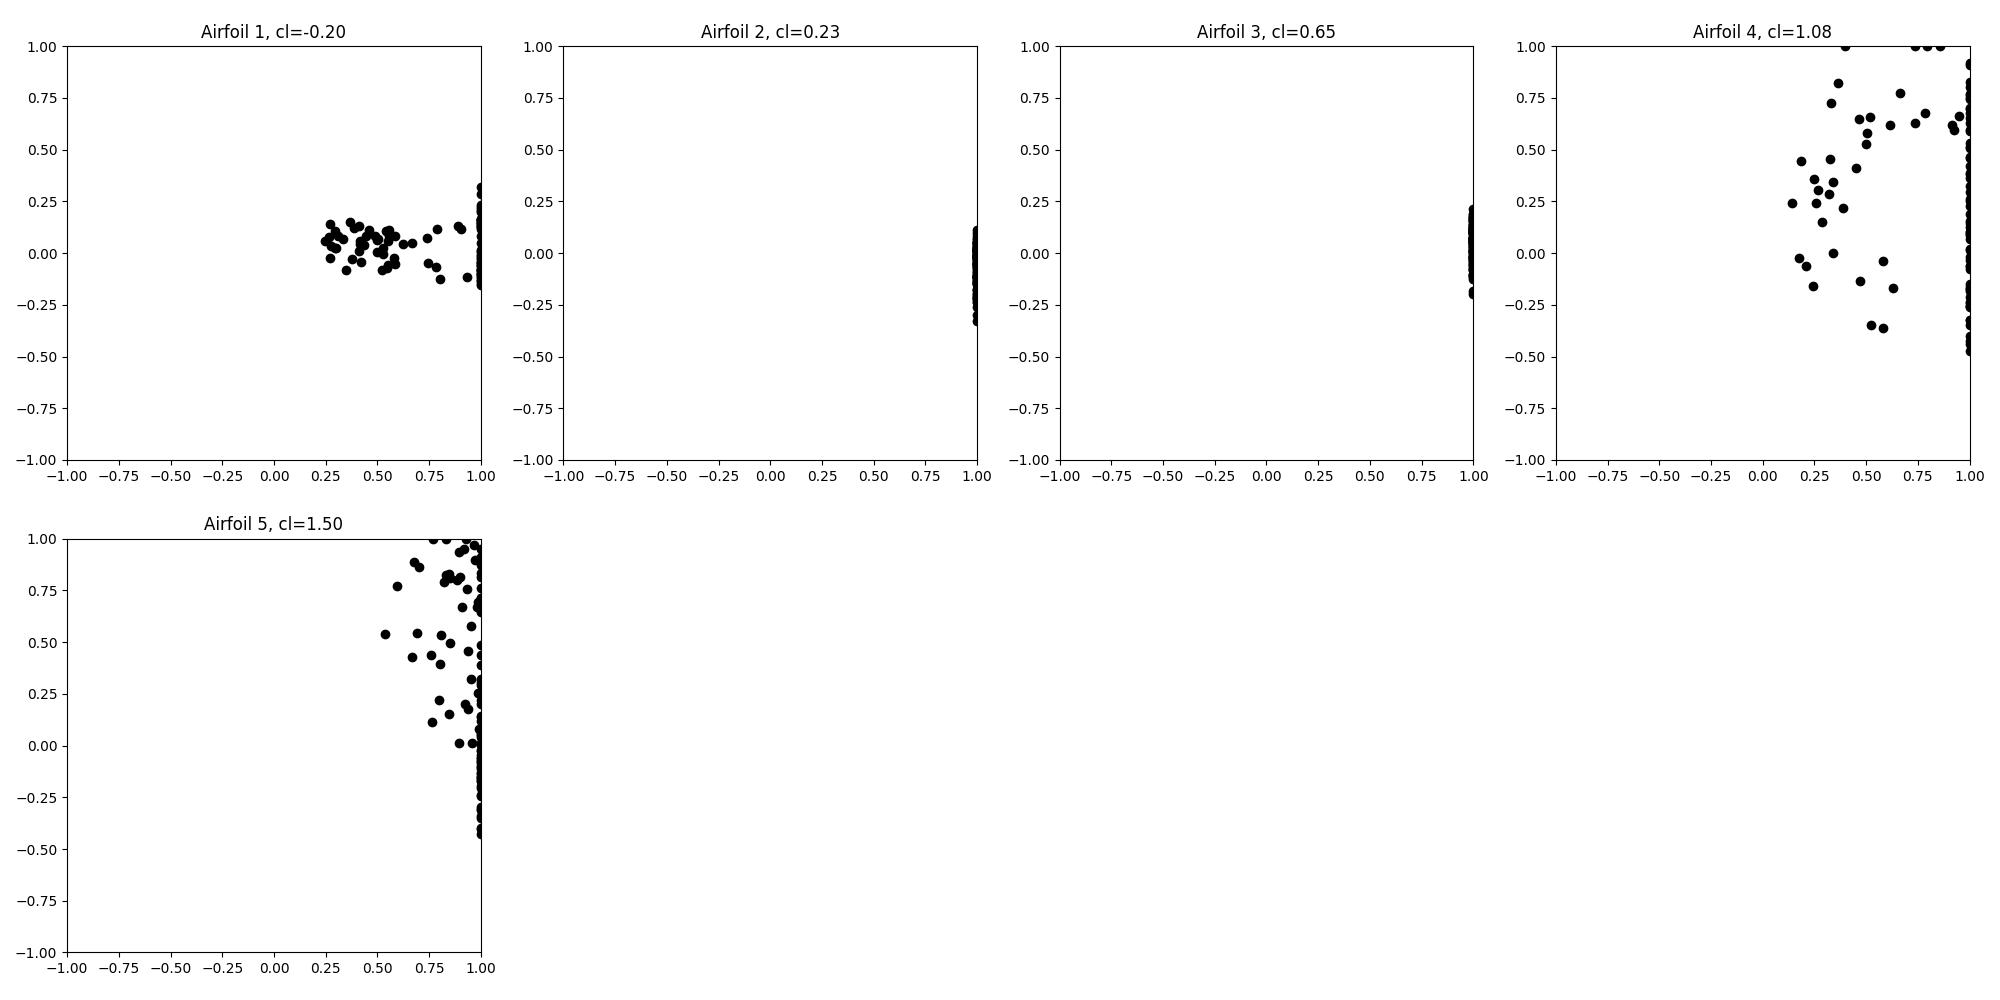 Airfoil 1, cl=-0.20
Airfoil 2, cl=0.23
Airfoil 3, cl=0.65
Airfoil 4, cl=1.08
1.00 1.00 1.00 1.00
0.75 0.75 0.75 0.75
0.50 0.50 0.50 0.50
0.25 0.25 0.25 0.25
0.00 0.00 0.00 0.00
−0.25 −0.25 −0.25 −0.25
−0.50 −0.50 −0.50 −0.50
−0.75 −0.75 −0.75 −0.75
−1.00 −1.00 −1.00 −1.00
−1.00 −0.75 −0.50 −0.25 0.00 0.25 0.50 0.75 1.00
−1.00 −0.75 −0.50 −0.25 0.00 0.25 0.50 0.75 1.00
−1.00 −0.75 −0.50 −0.25 0.00 0.25 0.50 0.75 1.00
−1.00 −0.75 −0.50 −0.25 0.00 0.25 0.50 0.75 1.00
Airfoil 5, cl=1.50
1.00
0.75
0.50
0.25
0.00
−0.25
−0.50
−0.75
−1.00
−1.00 −0.75 −0.50 −0.25 0.00 0.25 0.50 0.75 1.00